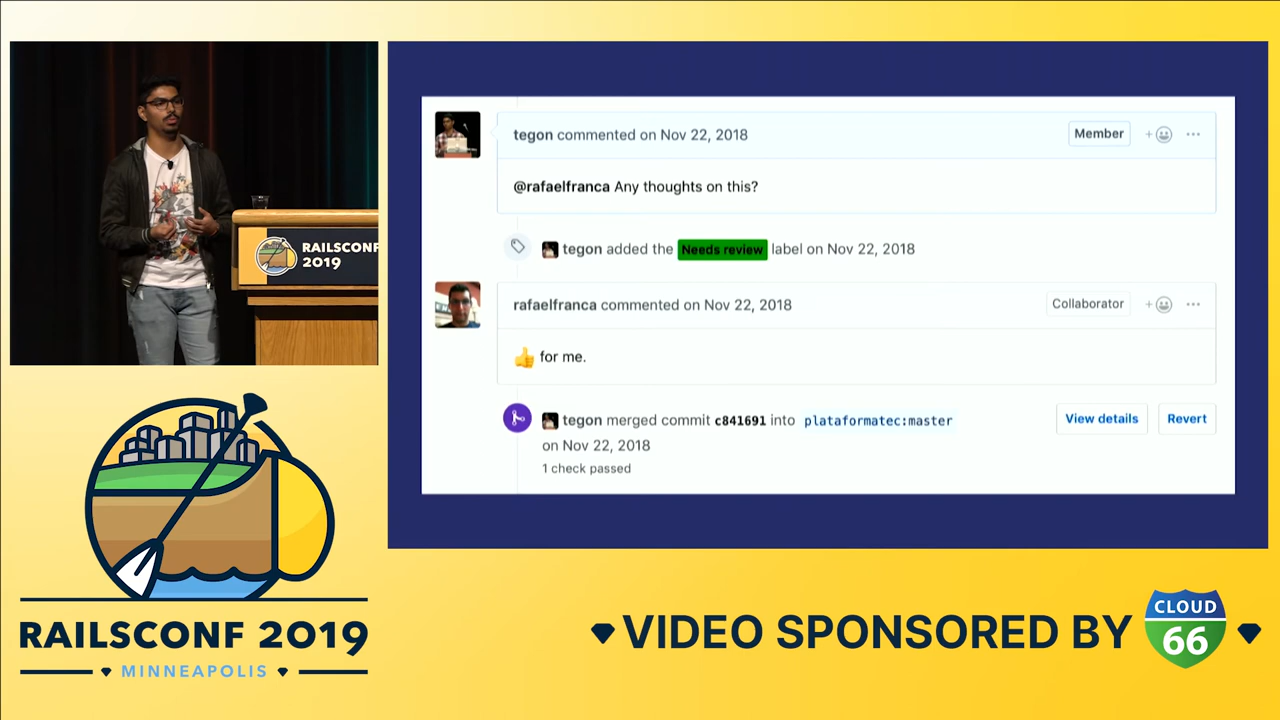 RAILSCONF
2019
tegon commented on Nov 22, 2018
Member
@rafaelfranca Any thoughts on this?
tegon added the Needs review label on Nov 22, 2018
rafaelfranca commented on Nov 22, 2018
Collaborator
👍 for me.
tegon merged commit c841691 into plataformatec:master
on Nov 22, 2018
1 check passed
View details
Revert
RAILSCONF 2019
MINNEAPOLIS
VIDEO SPONSORED BY
CLOUD
66